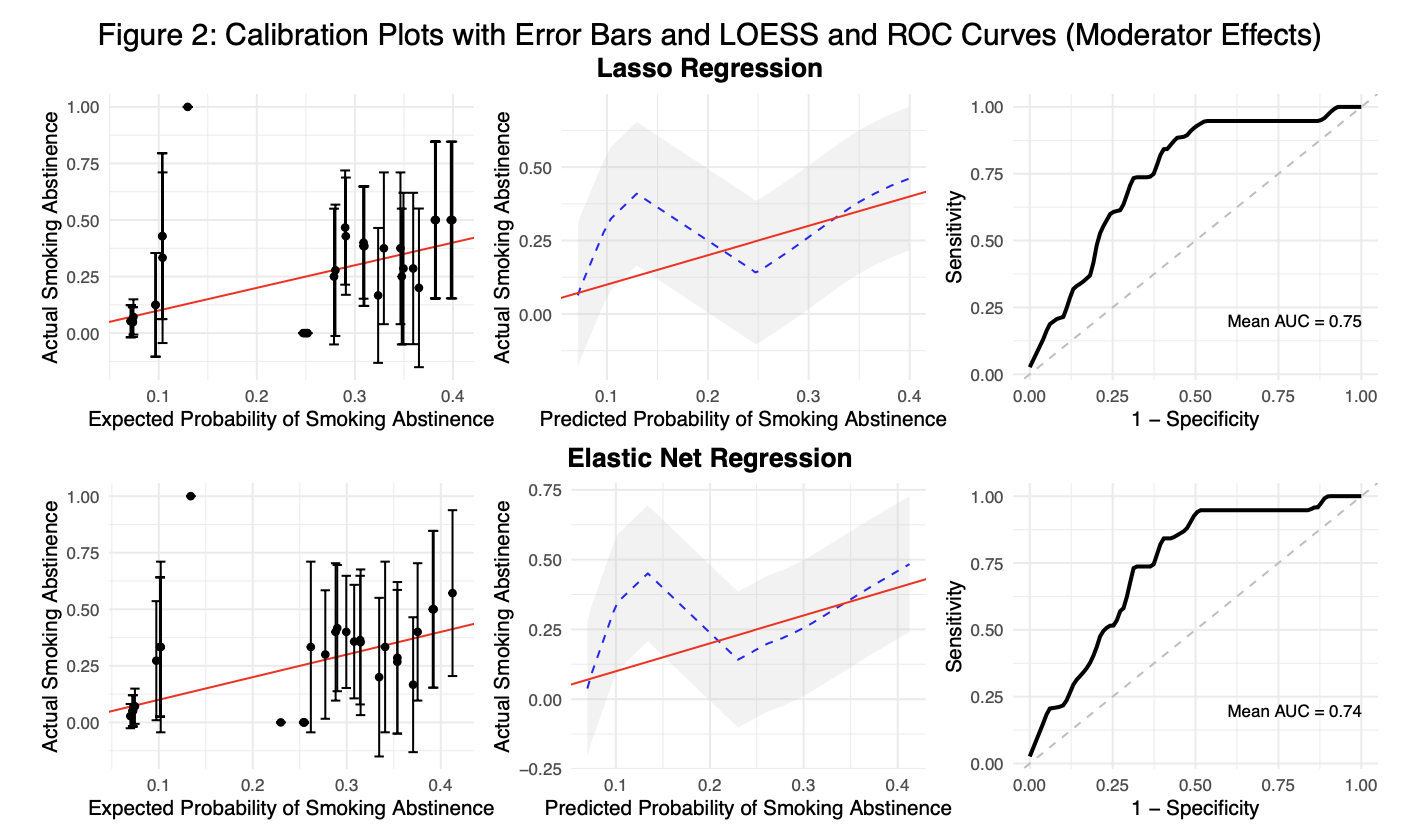 Figure 2: Calibration Plots with Error Bars and LOESS and ROC Curves (Moderator Effects)
Lasso Regression
Actual Smoking Abstinence
1.00
0.75
0.50
0.25
0.00
0.1 0.2 0.3 0.4
Expected Probability of Smoking Abstinence
Actual Smoking Abstinence
0.50
0.25
0.00
0.1 0.2 0.3 0.4
Predicted Probability of Smoking Abstinence
Sensitivity
1.00
0.75
0.50
0.25
0.00
Mean AUC = 0.75
0.00 0.25 0.50 0.75 1.00
1 − Specificity
Elastic Net Regression
Actual Smoking Abstinence
1.00
0.75
0.50
0.25
0.00
0.1 0.2 0.3 0.4
Expected Probability of Smoking Abstinence
Actual Smoking Abstinence
0.75
0.50
0.25
0.00
−0.25
0.1 0.2 0.3 0.4
Predicted Probability of Smoking Abstinence
Sensitivity
1.00
0.75
0.50
0.25
0.00
Mean AUC = 0.74
0.00 0.25 0.50 0.75 1.00
1 − Specificity